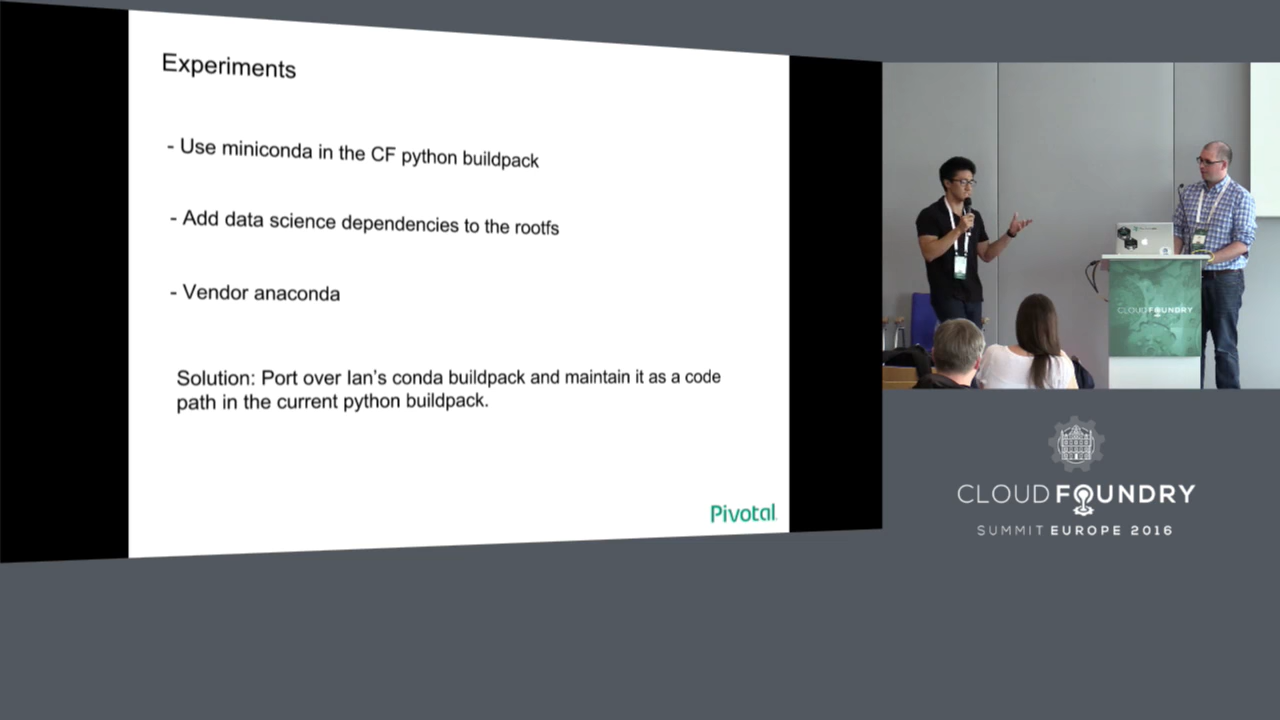 Experiments
- Use miniconda in the CF python buildpack
- Add data science dependencies to the rootfs
- Vendor anaconda
Solution: Port over Ian's conda buildpack and maintain it as a code
path in the current python buildpack.
Pivotal
CLOUDFOUNDRY
CLOUD FOUNDRY
SUMMIT EUROPE 2016